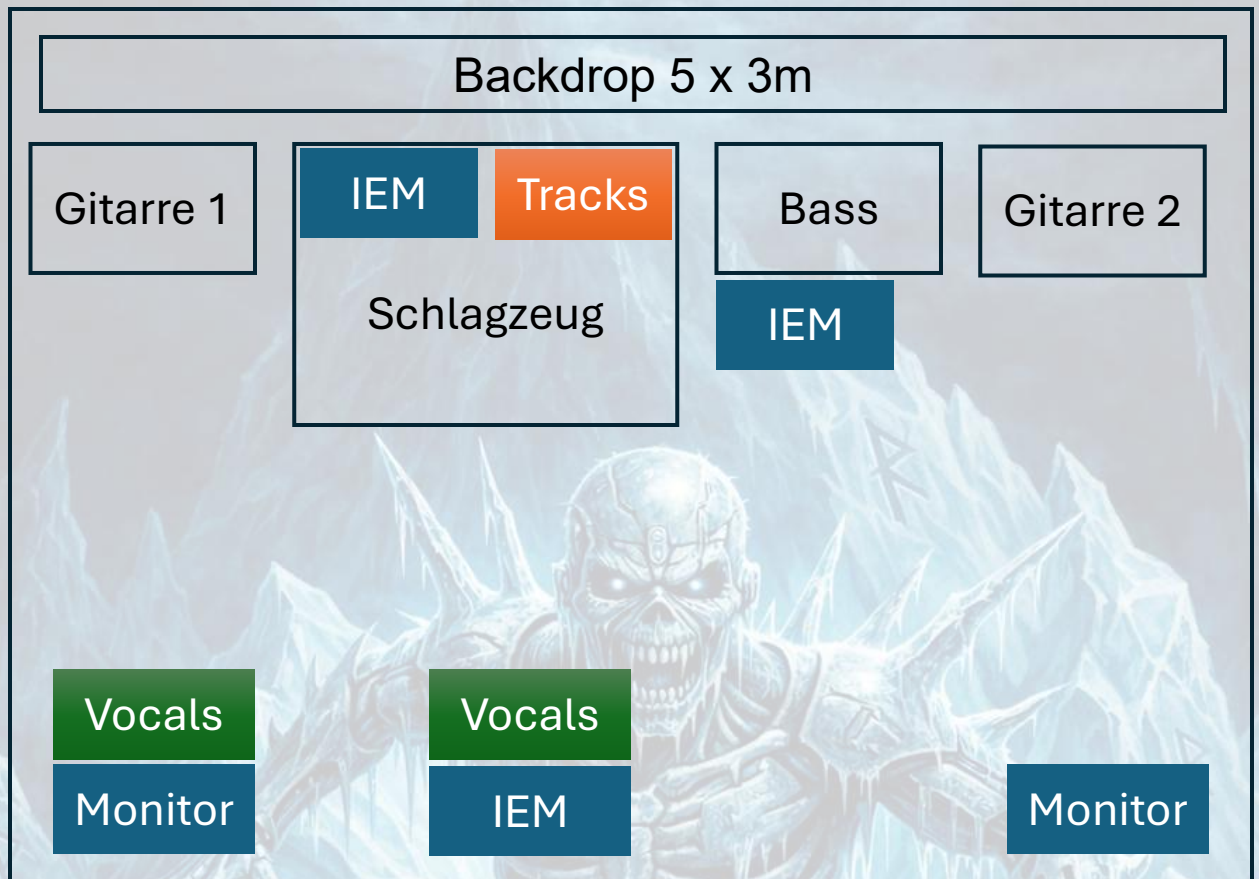 Backdrop 5 x 3m
Gitarre 1
IEM
Tracks
Schlagzeug
Bass
IEM
Gitarre 2
Vocals
Monitor
Vocals
IEM
Monitor